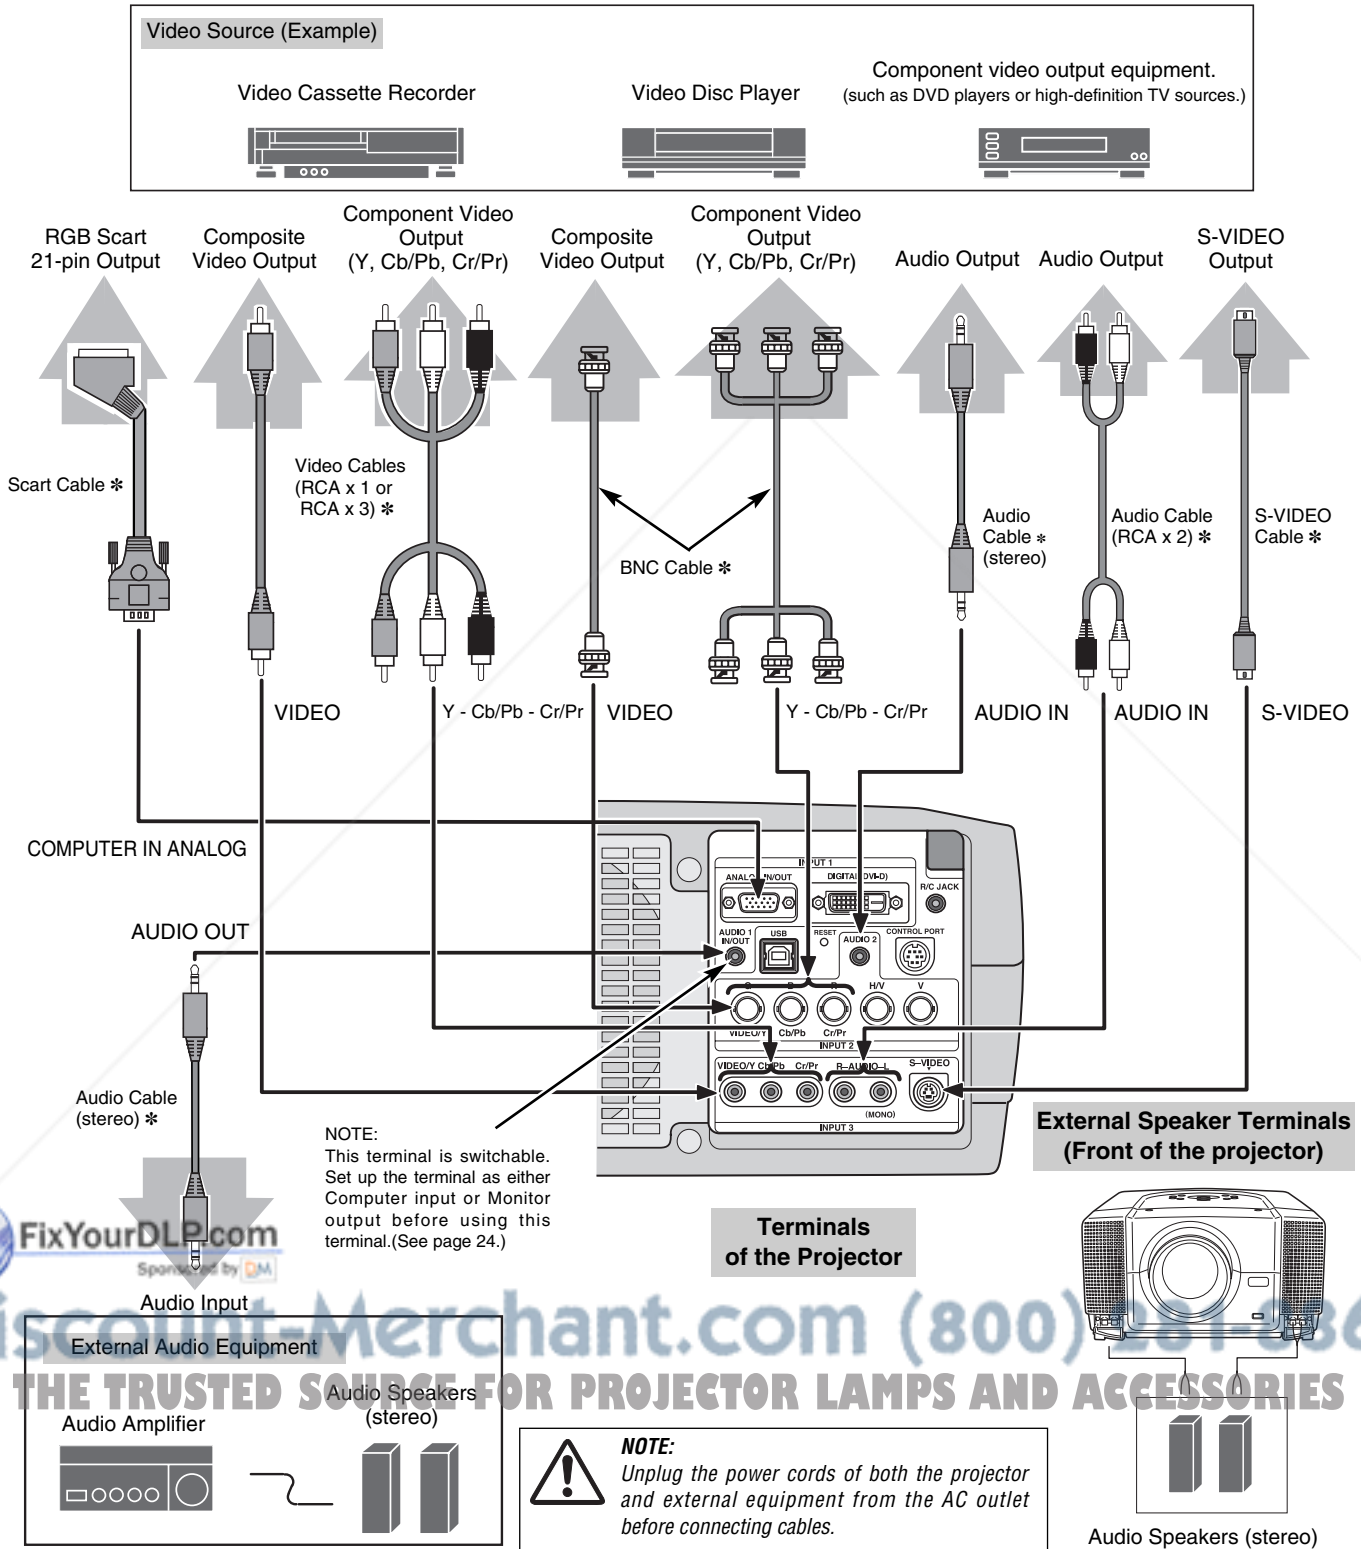 Video Source (Example)
Video Cassette Recorder
Video Disc Player
Component video output equipment.
(such as DVD players or high-definition TV sources.)
RGB Scart
21-pin Output
Composite
Video Output
Component Video
Output
(Y, Cb/Pb, Cr/Pr)
Composite
Video Output
Component Video
Output
(Y, Cb/Pb, Cr/Pr)
Audio Output
Audio Output
S-VIDEO
Output
Scart Cable ✻
Video Cables
(RCA x 1 or
RCA x 3) ✻
BNC Cable ✻
Audio
Cable ✻
(stereo)
Audio Cable
(RCA x 2) ✻
S-VIDEO
Cable ✻
VIDEO
Y - Cb/Pb - Cr/Pr
VIDEO
Y - Cb/Pb - Cr/Pr
AUDIO IN
AUDIO IN
S-VIDEO
COMPUTER IN ANALOG
AUDIO OUT
INPUT 1
ANALOG IN/OUT
DIGITAL(DVI-D)
R/C JACK
AUDIO 1
IN/OUT
USB
RESET
AUDIO 2
CONTROL PORT
G
B
R
H/V
V
VIDEO/Y
Cb/Pb
Cr/Pr
INPUT 2
VIDEO/Y
Cb/Pb
Cr/Pr
R–AUDIO–L
S–VIDEO
(MONO)
INPUT 3
Audio Cable
(stereo) ✻
NOTE:
This terminal is switchable.
Set up the terminal as either
Computer input or Monitor
output before using this
terminal.(See page 24.)
External Speaker Terminals
(Front of the projector)
Terminals
of the Projector
FixYourDLP.com
Sponsored by DM
Audio Input
iscount-Merchant.com (800)
THE TRUSTED SOURCE FOR PROJECTOR LAMPS AND ACCESSORIES
External Audio Equipment
Audio Amplifier
Audio Speakers
(stereo)
NOTE:
Unplug the power cords of both the projector
and external equipment from the AC outlet
before connecting cables.
Audio Speakers (stereo)